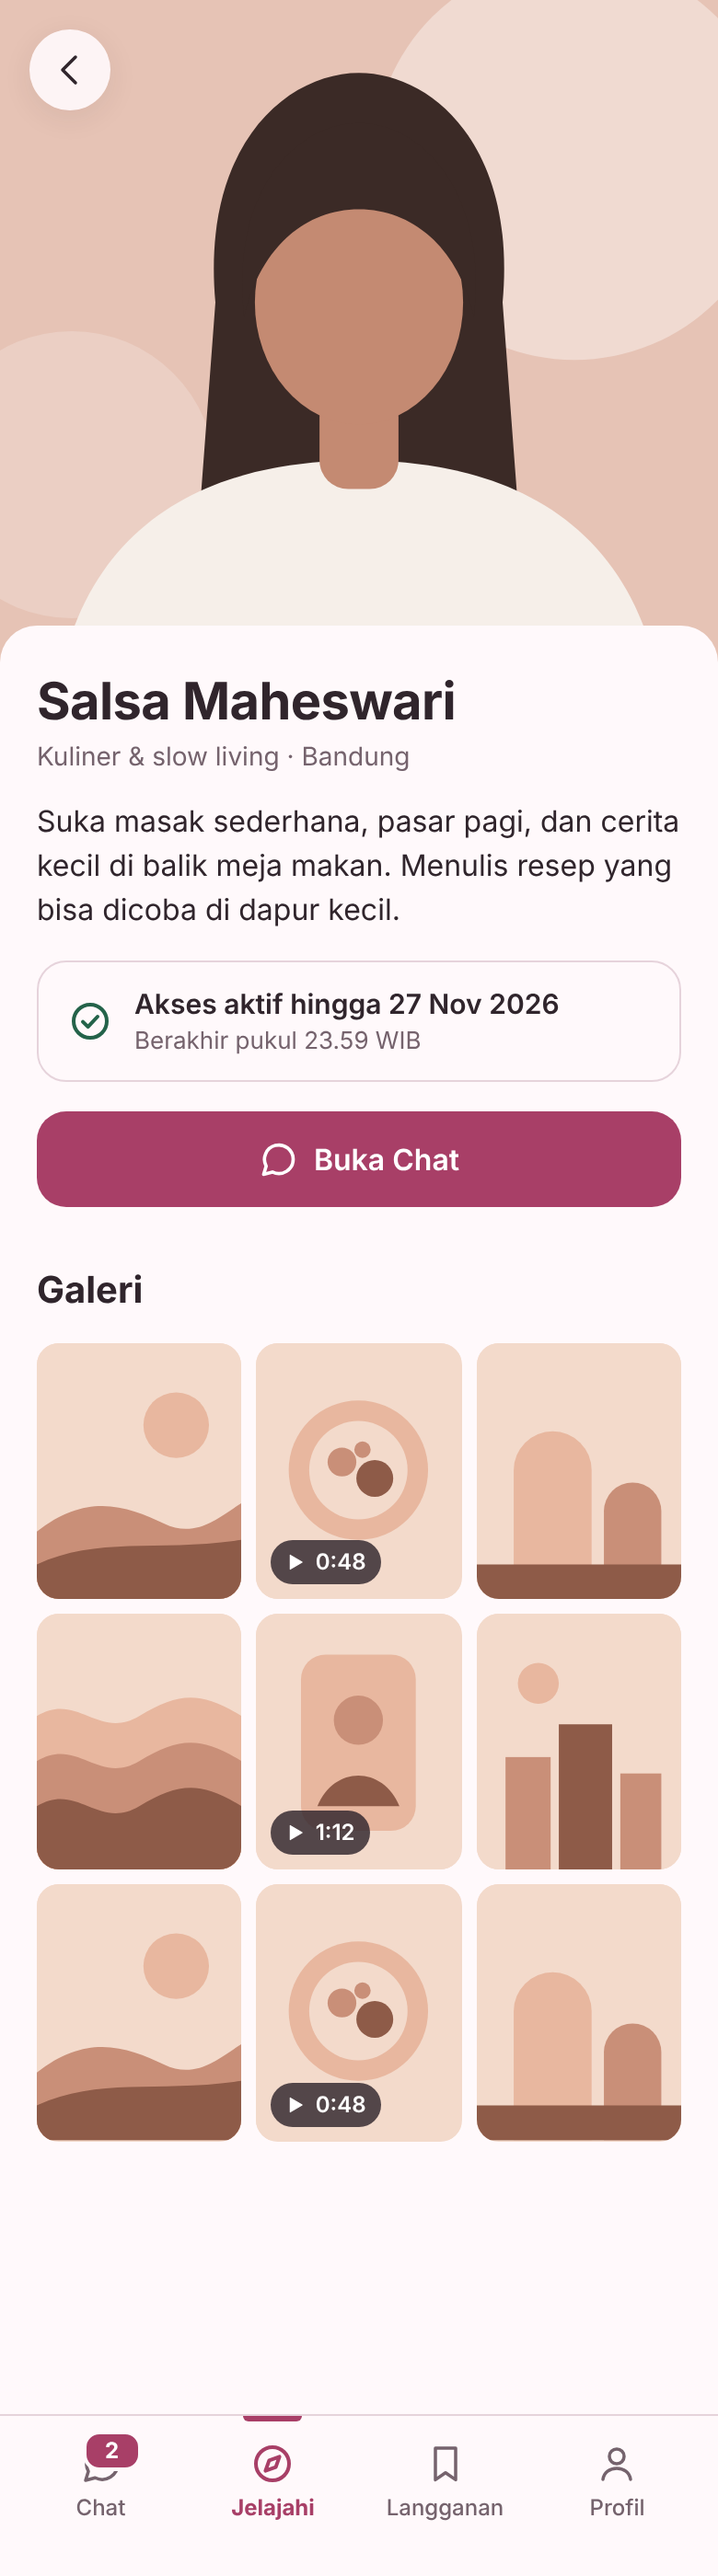 Salsa Maheswari
Kuliner & slow living · Bandung
Suka masak sederhana, pasar pagi, dan cerita
kecil di balik meja makan. Menulis resep yang
bisa dicoba di dapur kecil.
Akses aktif hingga 27 Nov 2026
Berakhir pukul 23.59 WIB
Buka Chat
Galeri
0:48
1:12
0:48
2
Chat
Jelajahi
Langganan
Profil